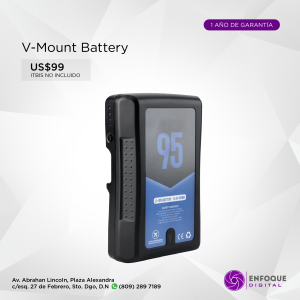 1 AÑO DE GARANTÍA
V-Mount Battery
US$99
ITBIS NO INCLUIDO
95
Av. Abrahan Lincoln, Plaza Alexandra
c/esq. 27 de Febrero, Sto. Dgo, D.N
(809) 289 7189
ENFOQUE
DIGITAL